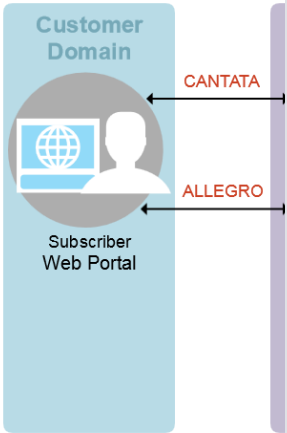 Customer
Domain
CANTATA
ALLEGRO
Subscriber
Web Portal